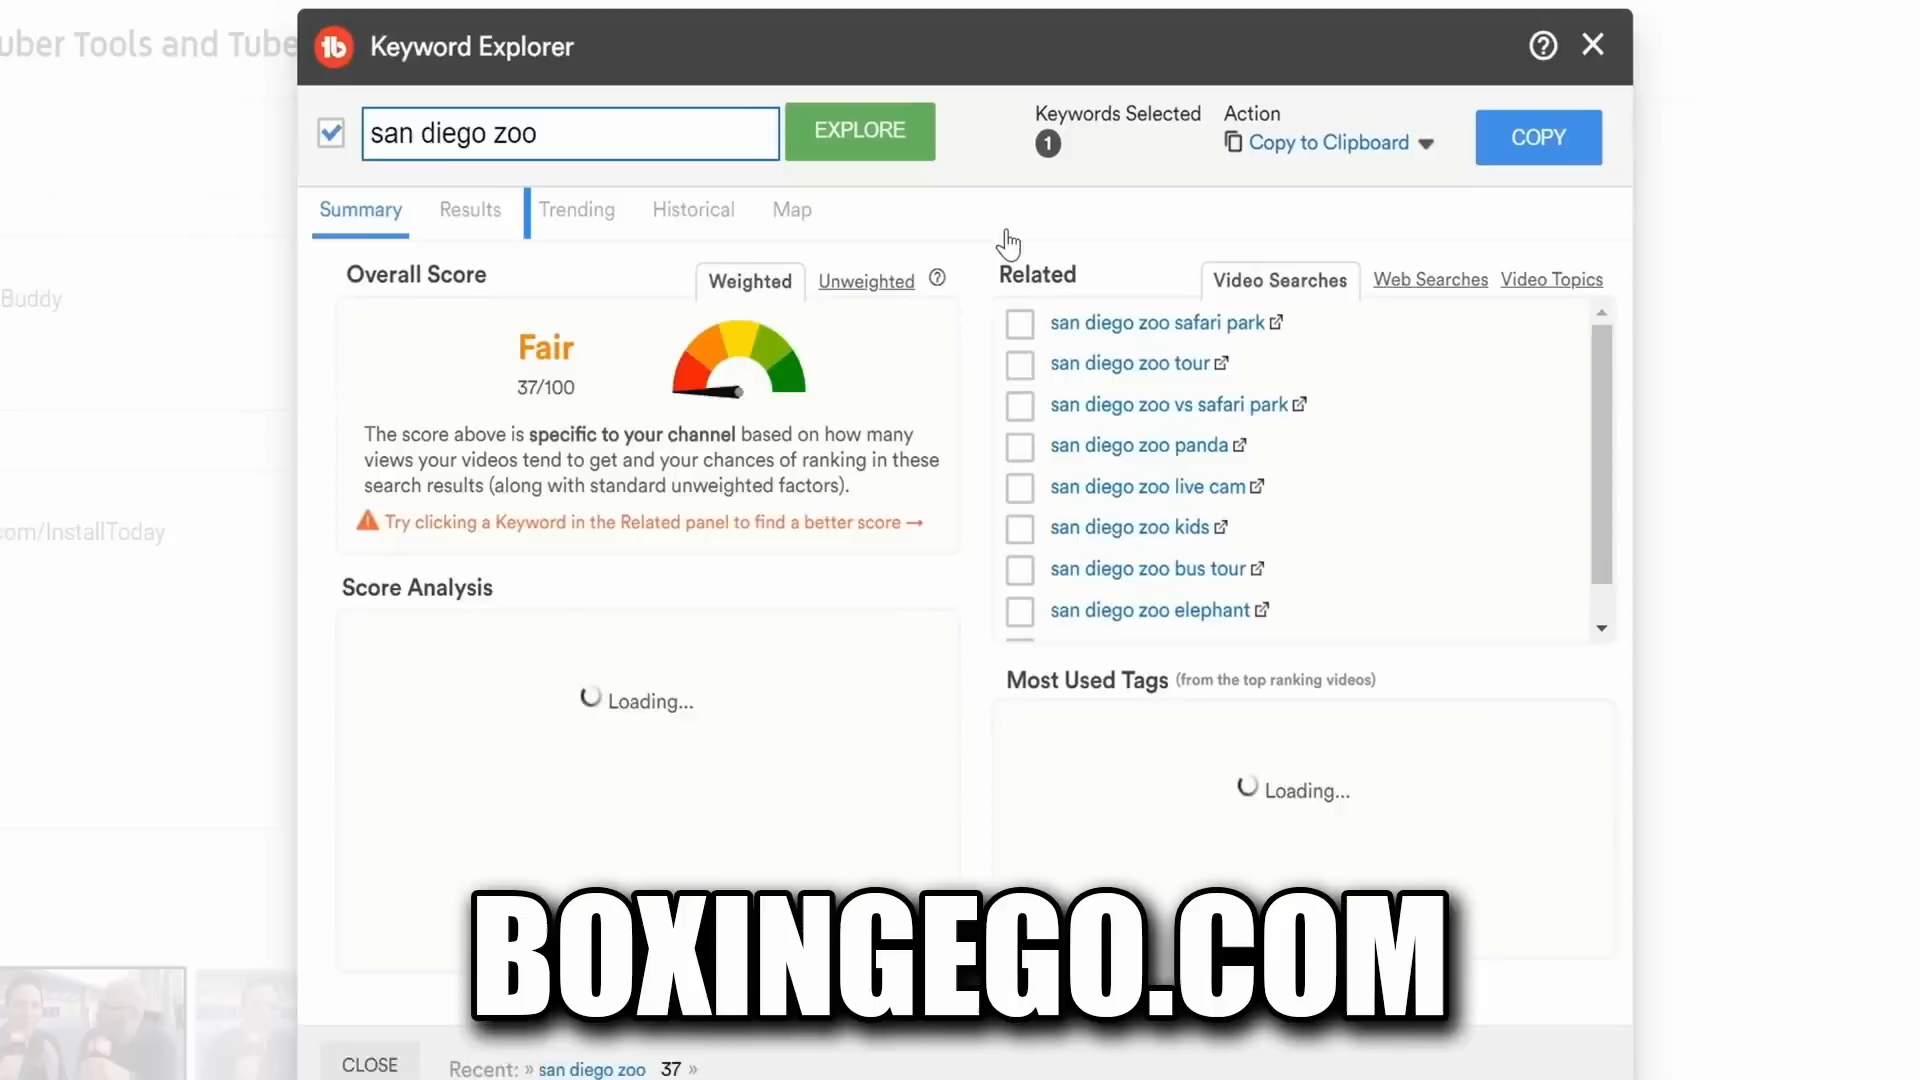 uber Tools and Tube
Keyword Explorer
san diego zoo
EXPLORE
Keywords Selected
1
Action
Copy to Clipboard
COPY
Summary
Results
Trending
Historical
Map
Overall Score
Weighted
Unweighted
Fair
37/100
The score above is specific to your channel based on how many
views your videos tend to get and your chances of ranking in these
search results (along with standard unweighted factors).
Try clicking a Keyword in the Related panel to find a better score →
Related
Video Searches
Web Searches
Video Topics
san diego zoo safari park
san diego zoo tour
san diego zoo vs safari park
san diego zoo panda
san diego zoo live cam
san diego zoo kids
san diego zoo bus tour
san diego zoo elephant
Buddy
com/InstallToday
Score Analysis
Loading...
Most Used Tags (from the top ranking videos)
Loading...
BOXINGEGO.COM
CLOSE
Recent: » san diego zoo 37 »